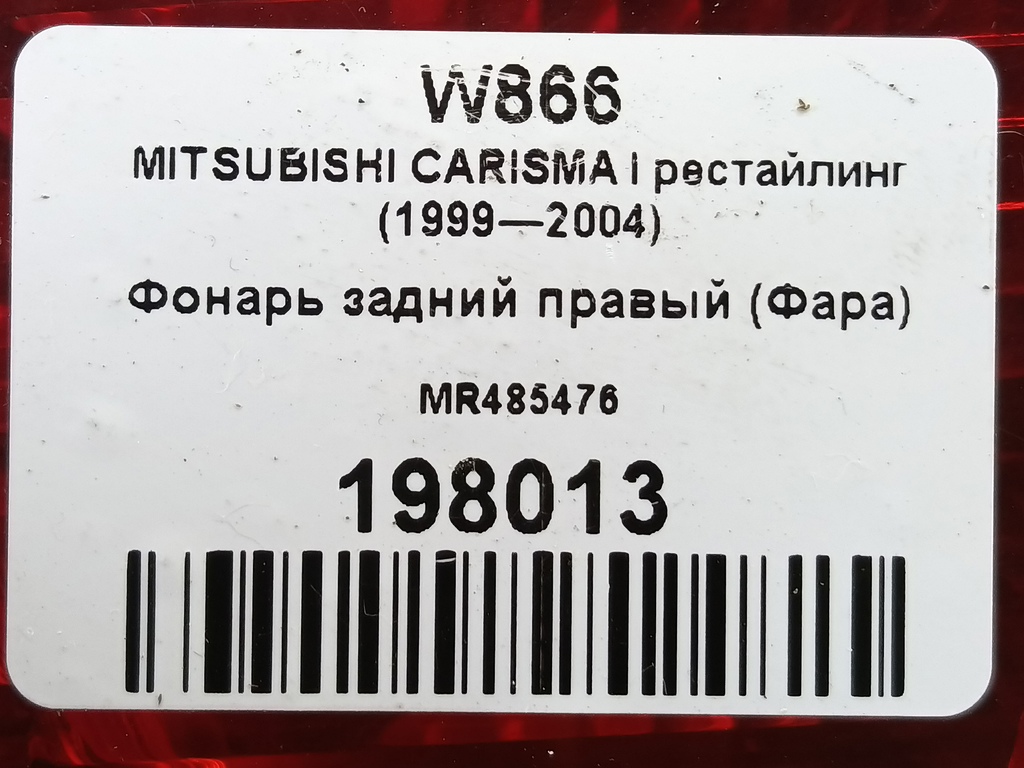 W866
MITSUBISHI CARISMA I рестайлинг
(1999—2004)
Фонарь задний правый (Фара)
MR485476
198013